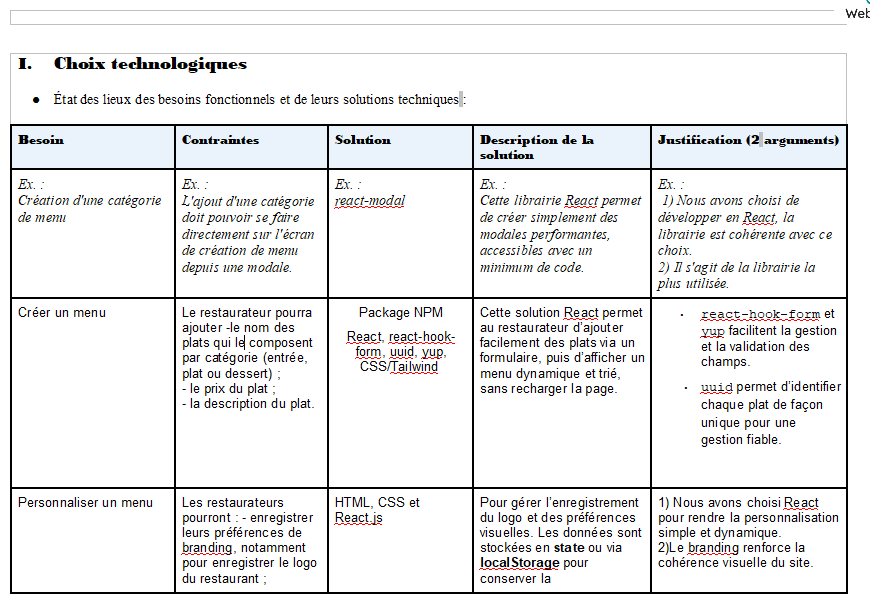 Web
I. Choix technologiques
● État des lieux des besoins fonctionnels et de leurs solutions techniques :
Besoin
Contraintes
Solution
Description de la
solution
Justification (2 arguments)
Ex. :
Création d'une catégorie
de menu
Ex. :
L'ajout d'une catégorie
doit pouvoir se faire
directement sur l'écran
de création de menu
depuis une modale.
Ex. :
react-modal
Ex. :
Cette librairie React permet
de créer simplement des
modales performantes,
accessibles avec un
minimum de code.
Ex. :
1) Nous avons choisi de
développer en React, la
librairie est cohérente avec ce
choix.
2) Il s'agit de la librairie la
plus utilisée.
Créer un menu
Le restaurateur pourra
ajouter -le nom des
plats qui le composent
par catégorie (entrée,
plat ou dessert) ;
- le prix du plat ;
- la description du plat.
Package NPM
React, react-hook-
form, uuid, yup,
CSS/Tailwind
Cette solution React permet
au restaurateur d'ajouter
facilement des plats via un
formulaire, puis d'afficher un
menu dynamique et trié,
sans recharger la page.
· react-hook-form et
yup facilitent la gestion
et la validation des
champs.
· uuid permet d'identifier
chaque plat de façon
unique pour une
gestion fiable.
Personnaliser un menu
Les restaurateurs
pourront : - enregistrer
leurs préférences de
branding, notamment
pour enregistrer le logo
du restaurant ;
HTML, CSS et
React.js
Pour gérer l'enregistrement
du logo et des préférences
visuelles. Les données sont
stockées en state ou via
localStorage pour
conserver la
1) Nous avons choisi React
pour rendre la personnalisation
simple et dynamique.
2)Le branding renforce la
cohérence visuelle du site.